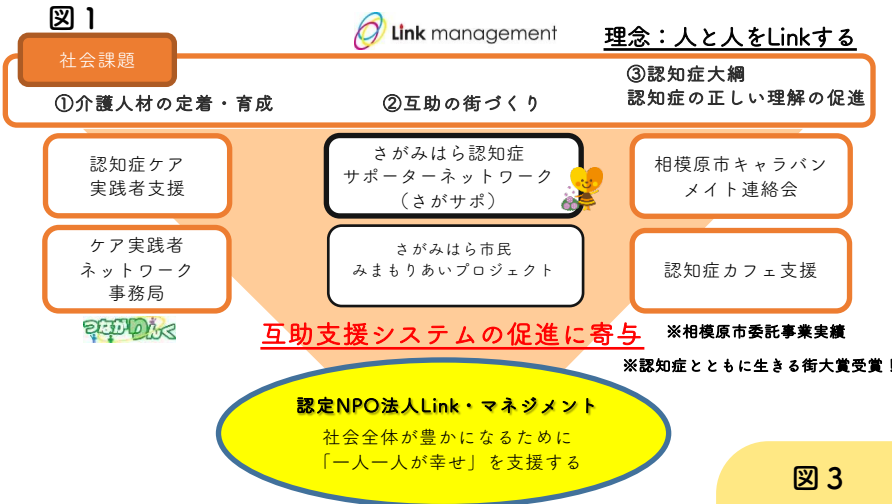 図1
Link management
理念：人と人をLinkする
社会課題
①介護人材の定着・育成
②互助の街づくり
③認知症大綱
認知症の正しい理解の促進
認知症ケア
実践者支援
さがみはら認知症
サポーターネットワーク
（さがサポ）
相模原市キャラバン
メイト連絡会
ケア実践者
ネットワーク
事務局
さがみはら市民
みまもりあいプロジェクト
認知症カフェ支援
つながりんく
互助支援システムの促進に寄与
※相模原市委託事業実績
※認知症とともに生きる街大賞受賞！
認定NPO法人Link・マネジメント
社会全体が豊かになるために
「一人一人が幸せ」を支援する
図3